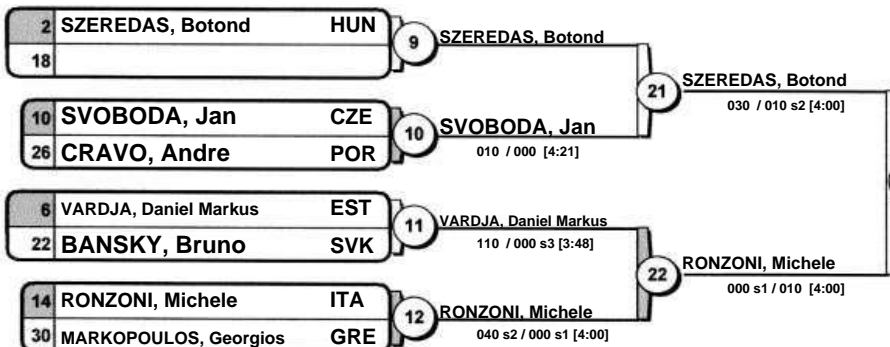 2 SZEREDAS, Botond HUN
18
9
SZEREDAS, Botond
10 SVOBODA, Jan CZE
26 CRAVO, Andre POR
10
SVOBODA, Jan
010 / 000 [4:21]
21
SZEREDAS, Botond
030 / 010 s2 [4:00]
6 VARDJA, Daniel Markus EST
22 BANSKY, Bruno SVK
11
VARDJA, Daniel Markus
110 / 000 s3 [3:48]
14 RONZONI, Michele ITA
30 MARKOPOULOS, Georgios GRE
12
RONZONI, Michele
040 s2 / 000 s1 [4:00]
22
RONZONI, Michele
000 s1 / 010 [4:00]